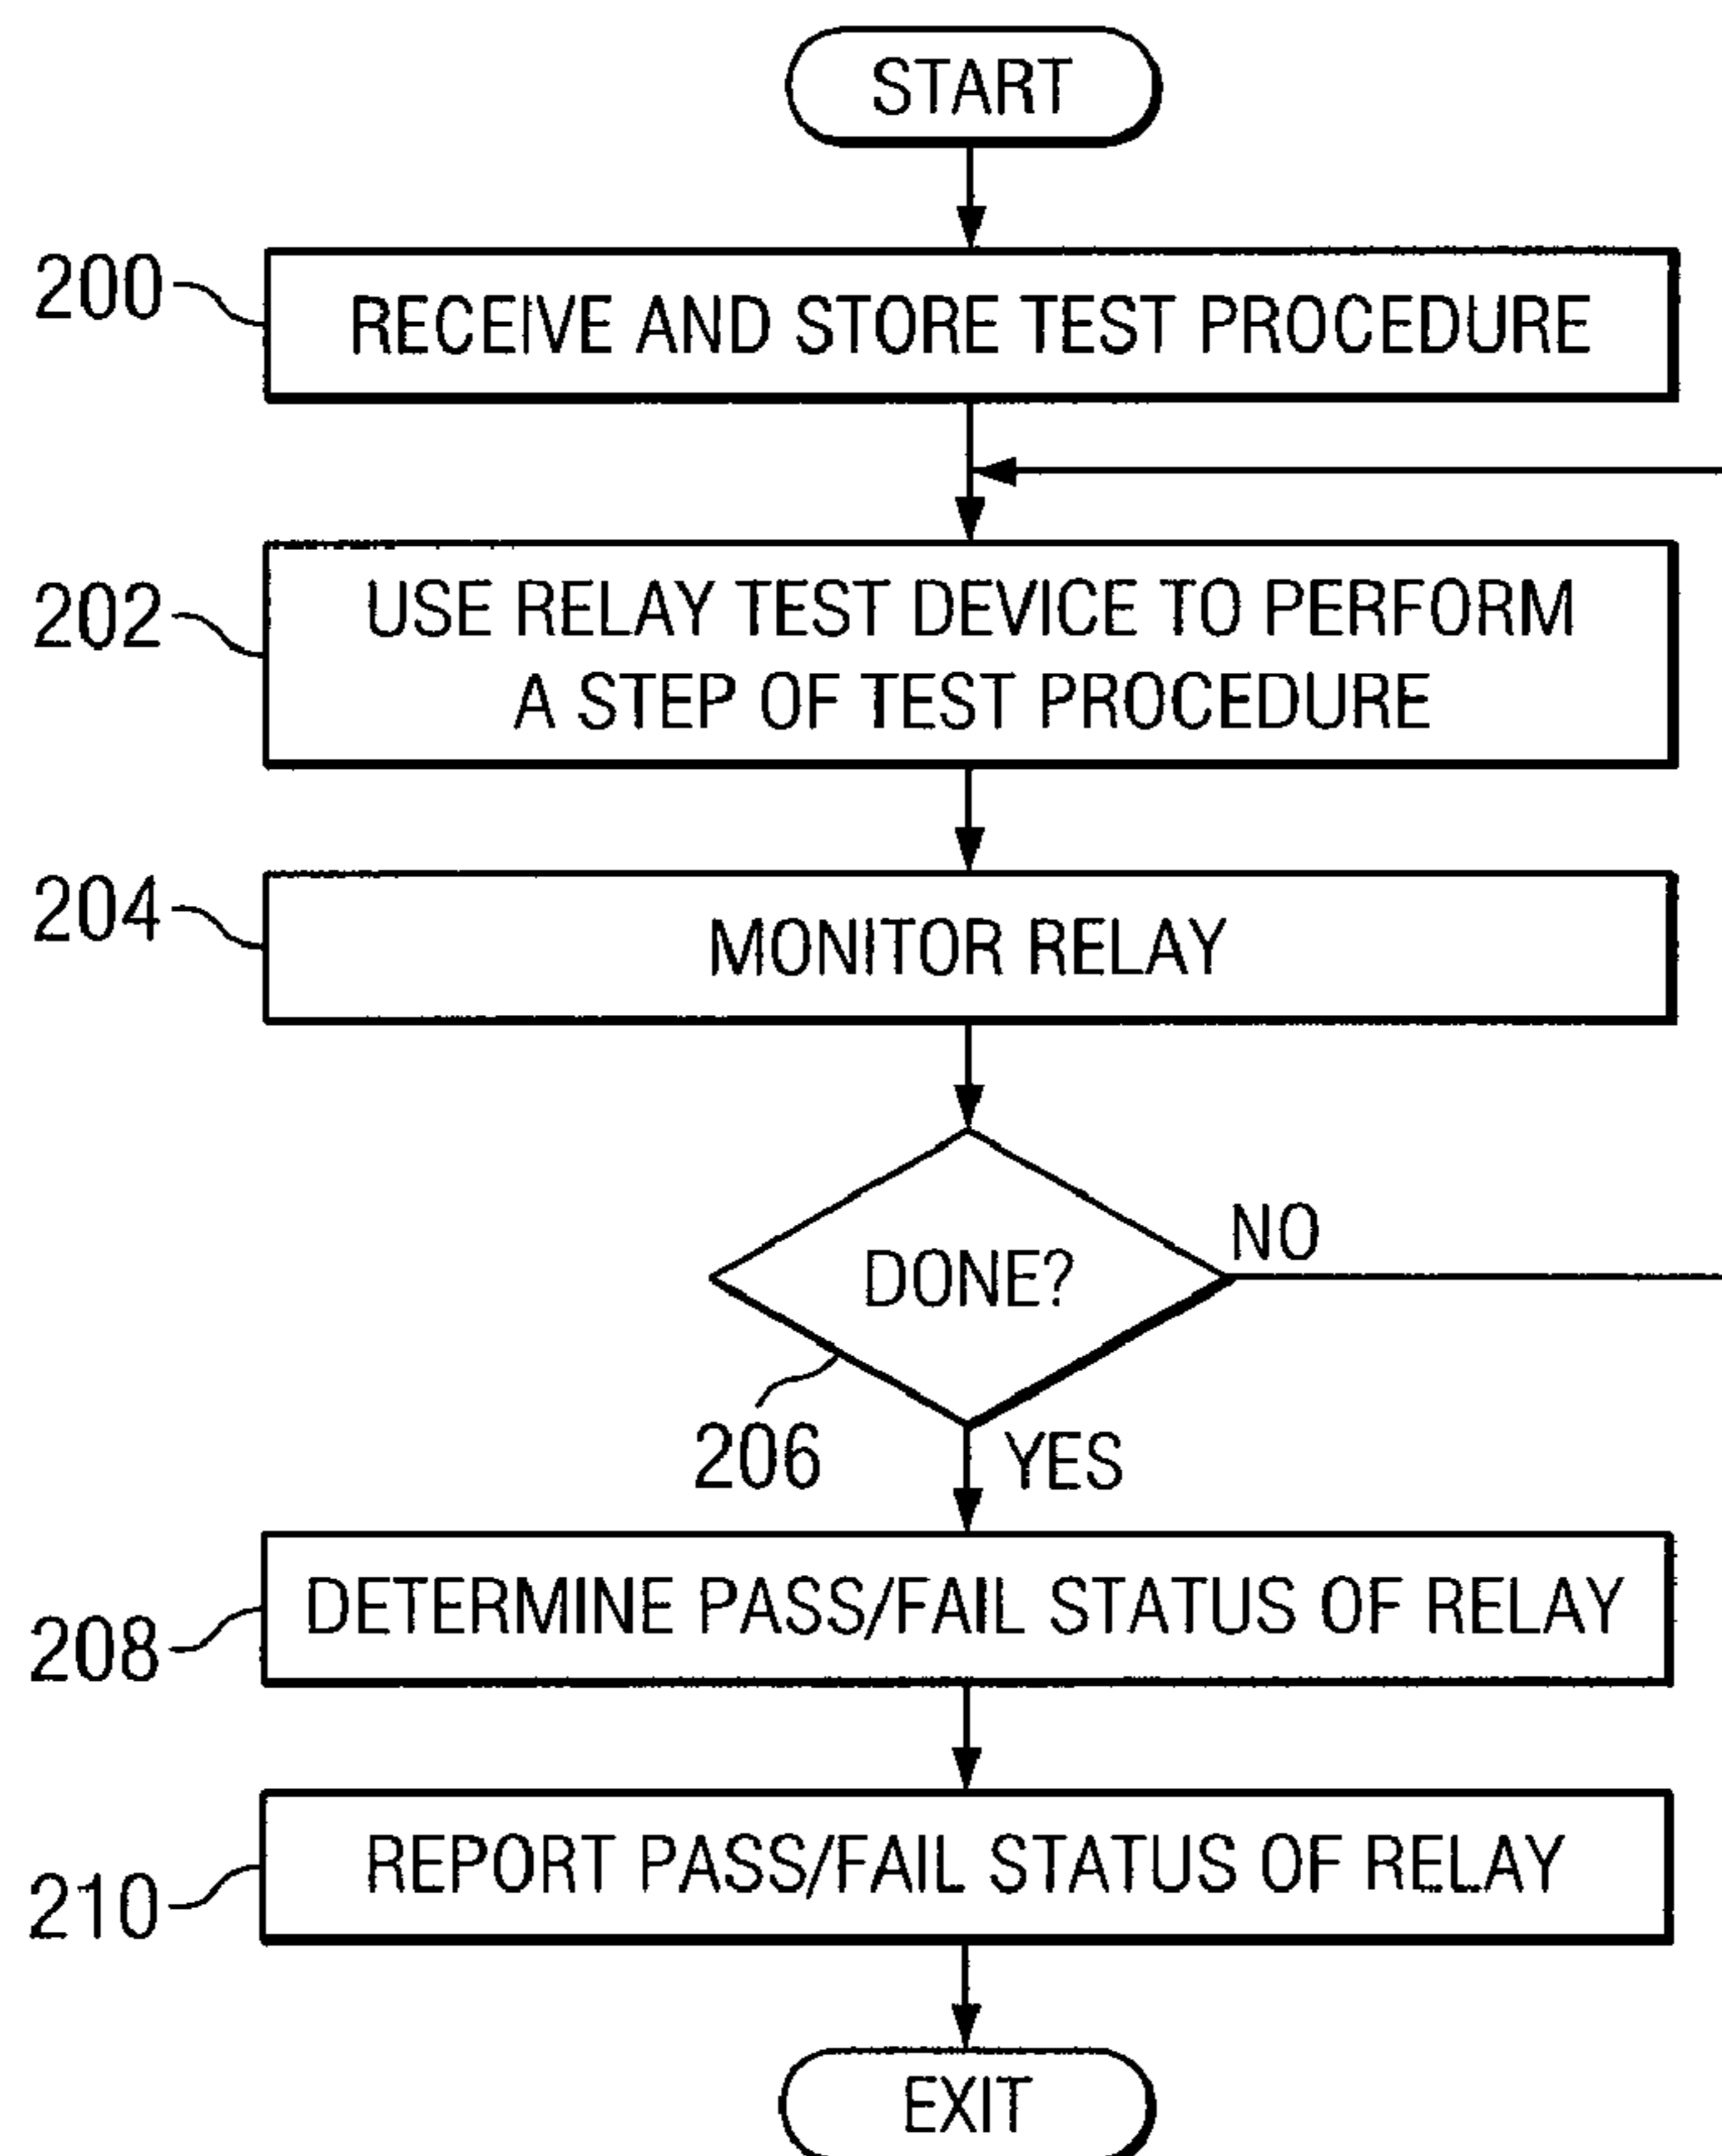 START
200
RECEIVE AND STORE TEST PROCEDURE
202
USE RELAY TEST DEVICE TO PERFORM
A STEP OF TEST PROCEDURE
204
MONITOR RELAY
DONE?
NO
206
YES
208
DETERMINE PASS/FAIL STATUS OF RELAY
210
REPORT PASS/FAIL STATUS OF RELAY
EXIT